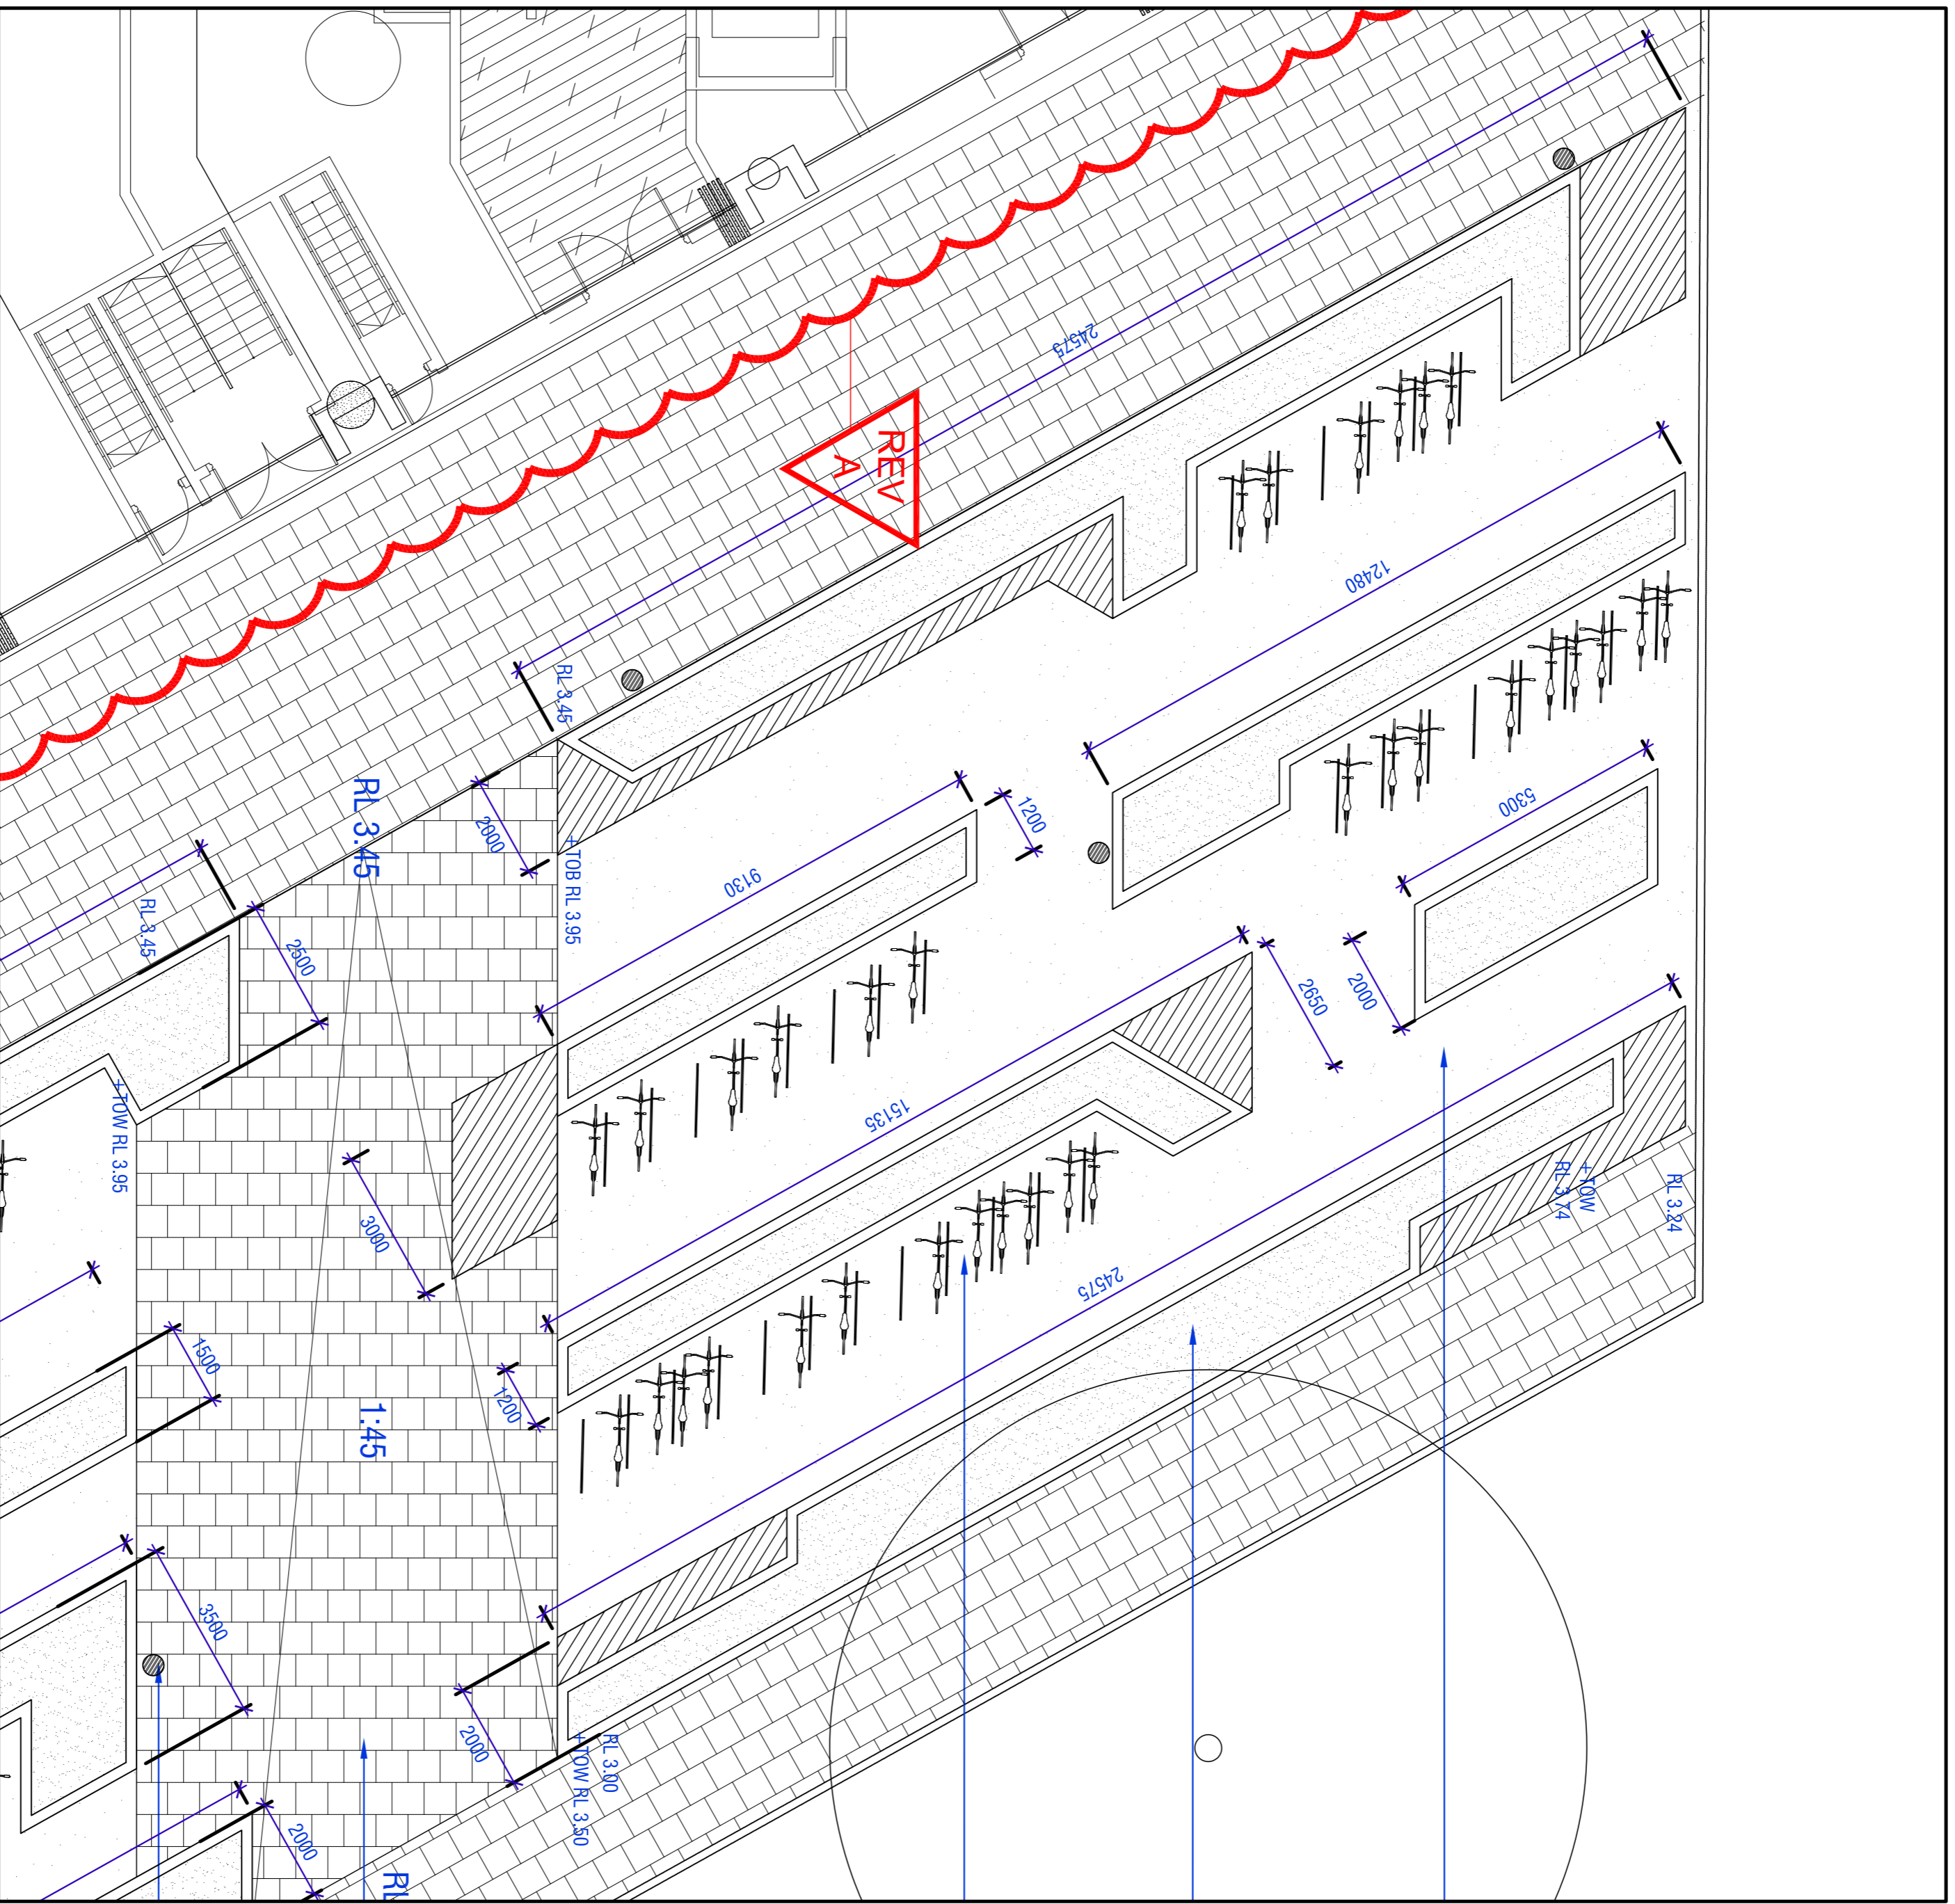 24575
REV
A
12480
RL 3.45
RL 3.45
2000
1200
5300
+TOB RL 3.95
9130
RL 3.45
2500
2650
2000
+TOW RL 3.95
15135
+TOW
RL 3.74
RL 3.24
3000
24575
1500
1200
1:45
3500
2000
RL 3.00
+TOW RL 3.50
2000
RL